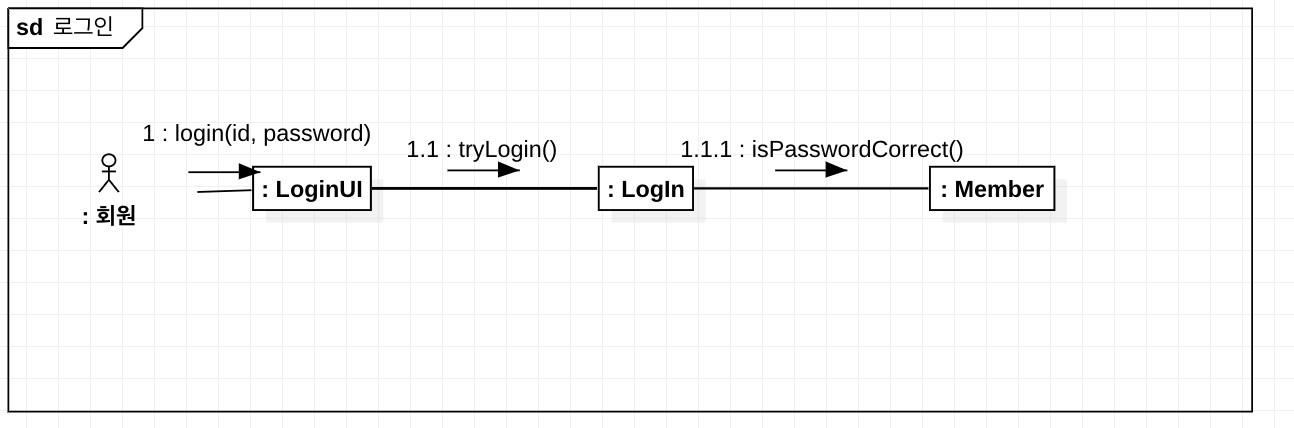 sd 로그인
1 : login(id, password)
1.1 : tryLogin()
1.1.1 : isPasswordCorrect()
: 회원
: LoginUI
: LogIn
: Member